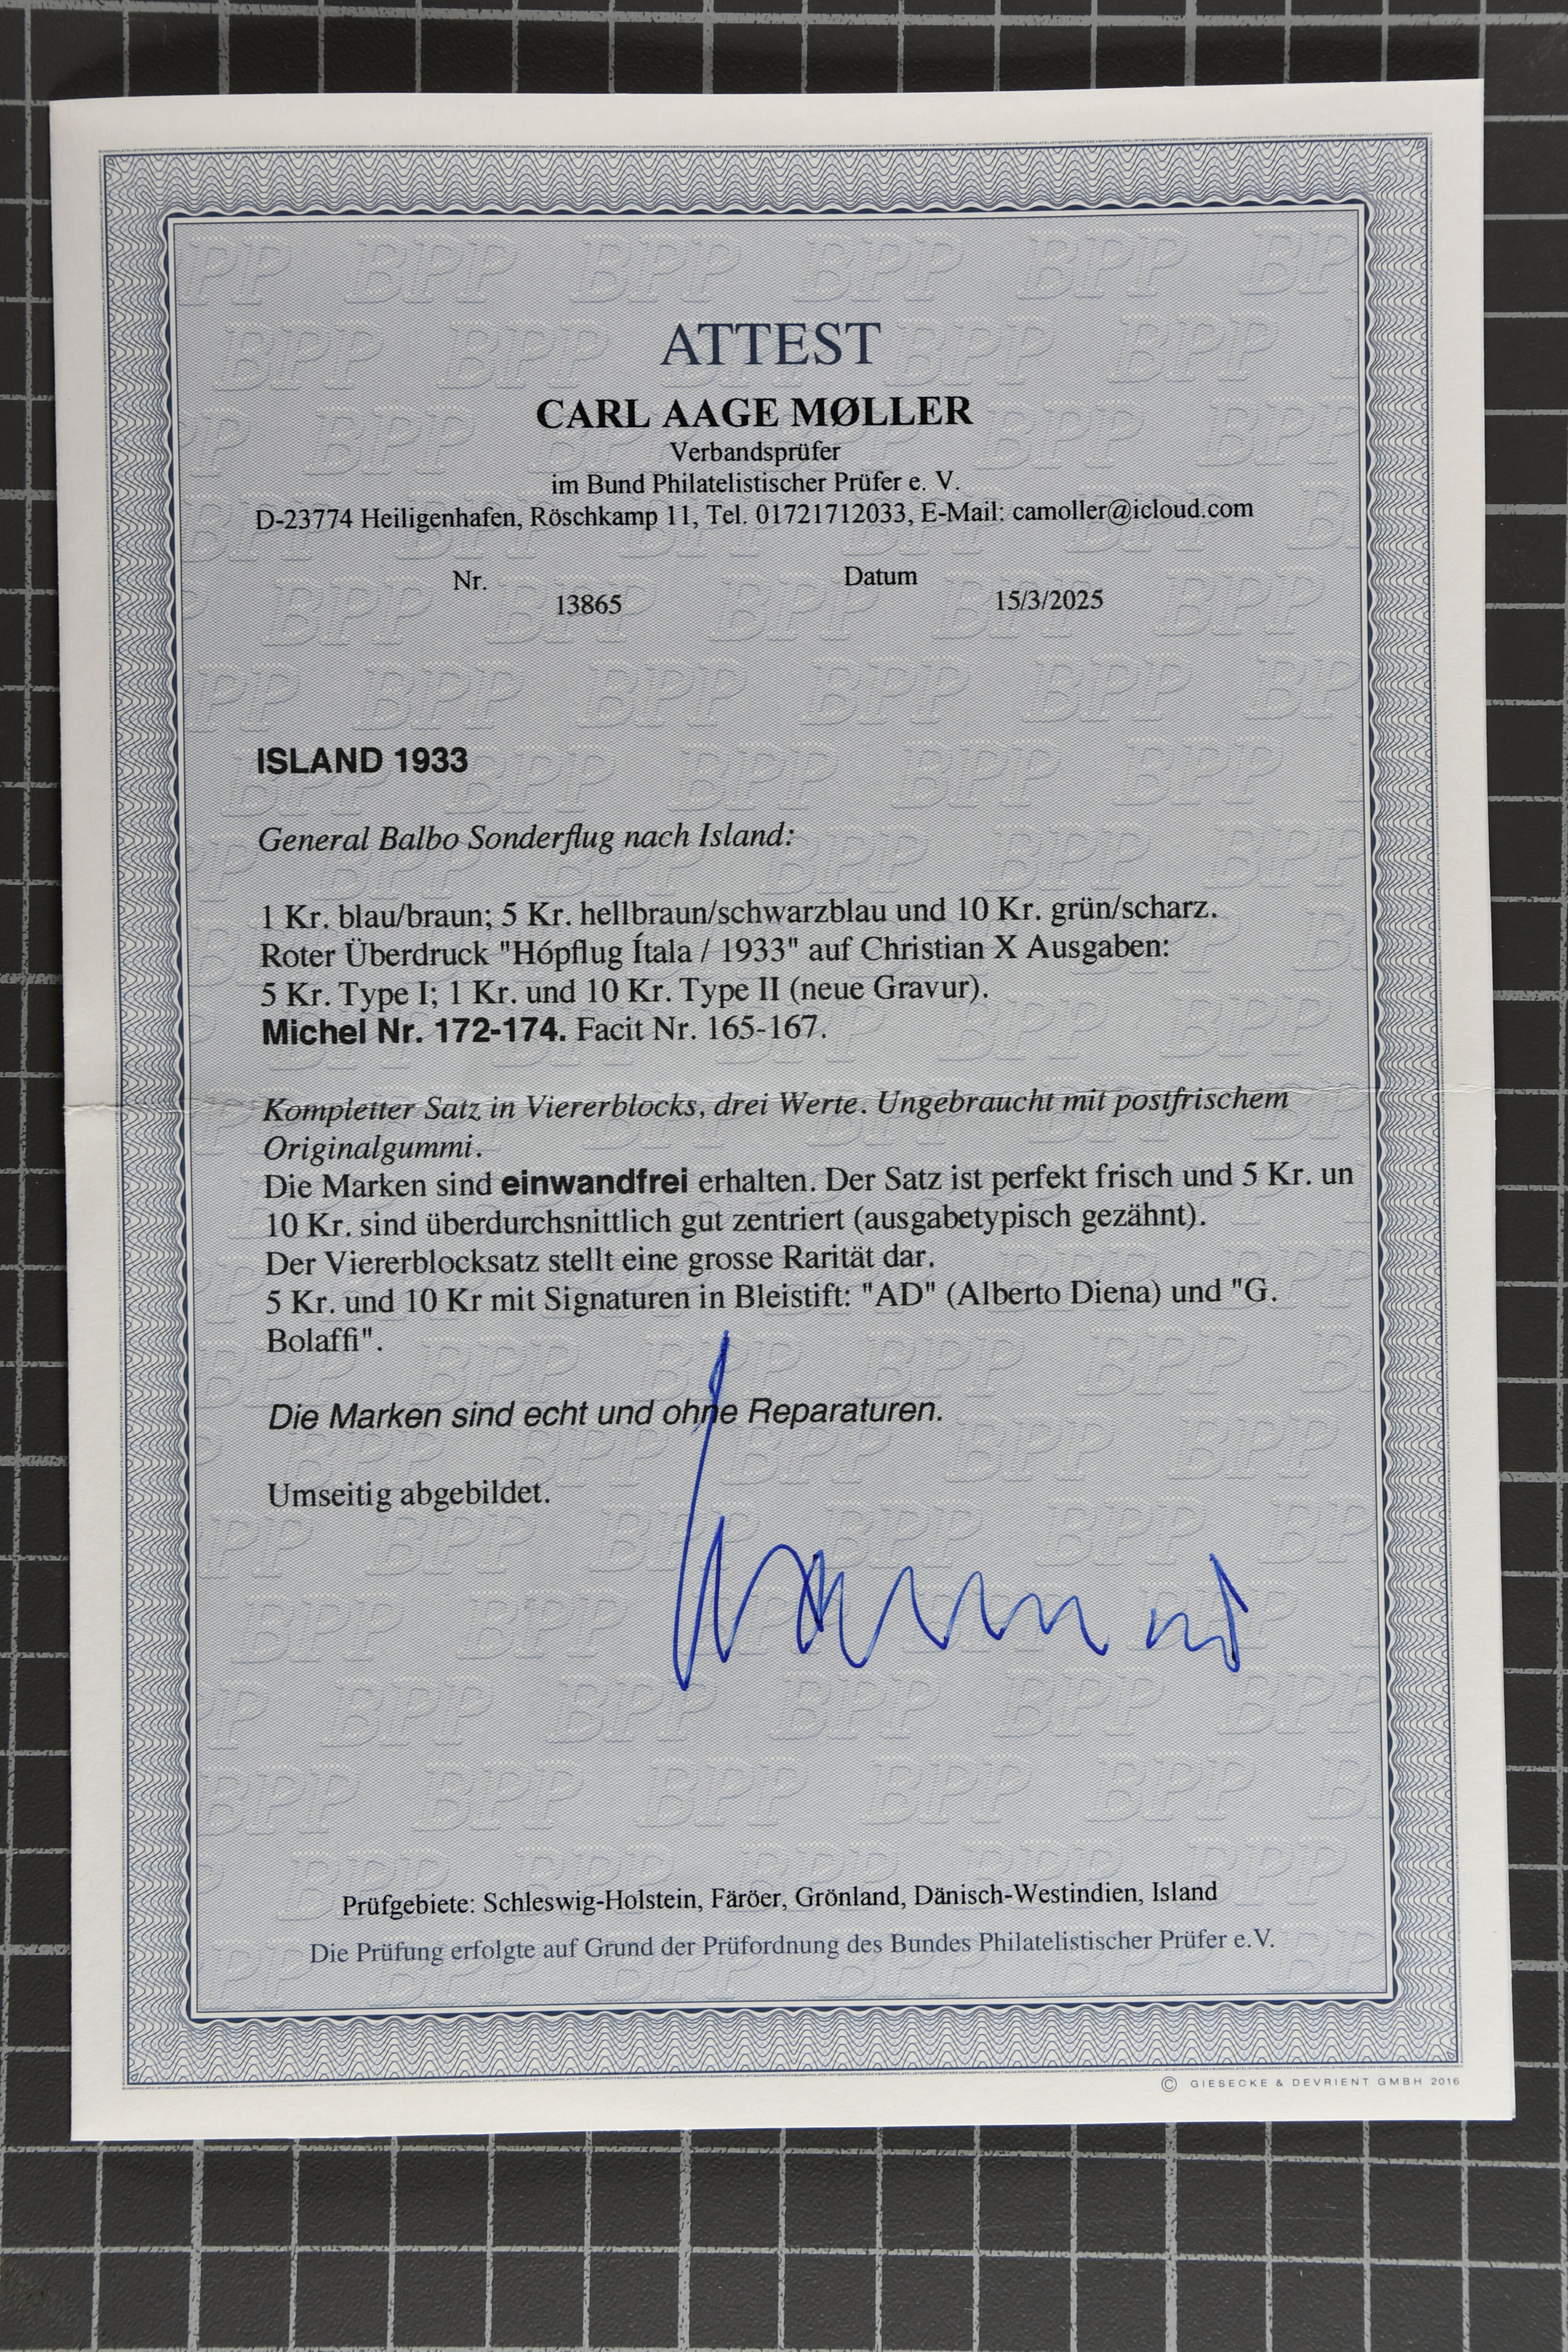 ATTEST
CARL AAGE MØLLER
Verbandsprüfer
im Bund Philatelistischer Prüfer e. V.
D-23774 Heiligenhafen, Röschkamp 11, Tel. 01721712033, E-Mail: camoller@icloud.com
Nr. Datum
13865 15/3/2025
ISLAND 1933
General Balbo Sonderflug nach Island:
1 Kr. blau/braun; 5 Kr. hellbraun/schwarzblau und 10 Kr. grün/scharz.
Roter Überdruck "Hópflug Ítala / 1933" auf Christian X Ausgaben:
5 Kr. Type I; 1 Kr. und 10 Kr. Type II (neue Gravur).
Michel Nr. 172-174. Facit Nr. 165-167.
Kompletter Satz in Viererblocks, drei Werte. Ungebraucht mit postfrischem
Originalgummi.
Die Marken sind einwandfrei erhalten. Der Satz ist perfekt frisch und 5 Kr. un
10 Kr. sind überdurchsnittlich gut zentriert (ausgabetypisch gezähnt).
Der Viererblocksatz stellt eine grosse Rarität dar.
5 Kr. und 10 Kr mit Signaturen in Bleistift: "AD" (Alberto Diena) und "G.
Bolaffi".
Die Marken sind echt und ohne Reparaturen.
Umseitig abgebildet.
Prüfgebiete: Schleswig-Holstein, Färöer, Grönland, Dänisch-Westindien, Island
Die Prüfung erfolgte auf Grund der Prüfordnung des Bundes Philatelistischer Prüfer e.V.
© GIESECKE & DEVRIENT GMBH 2016